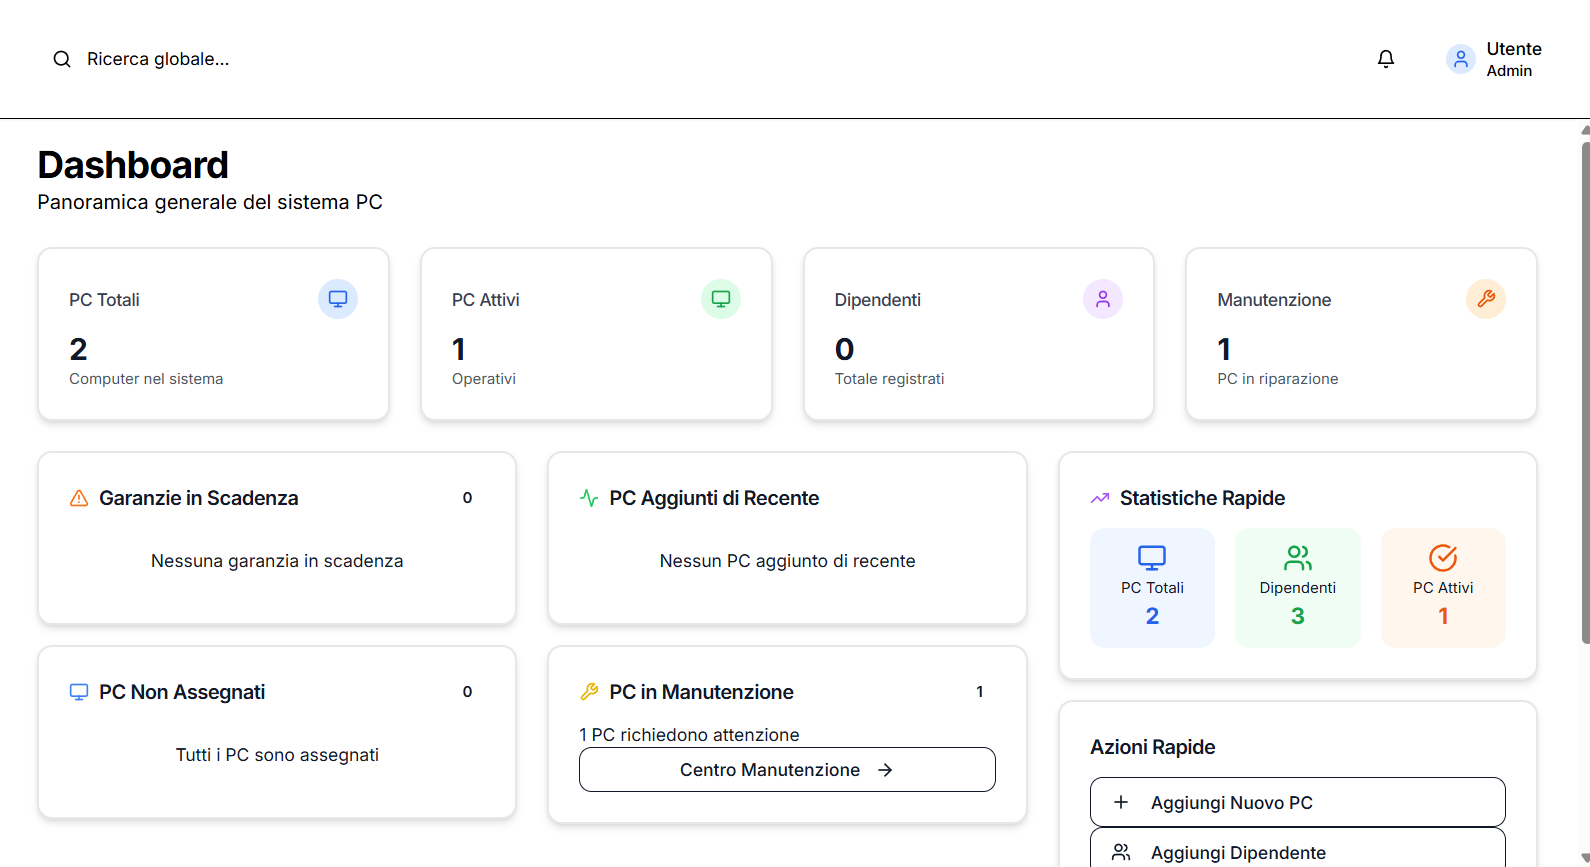 Ricerca globale...
Utente
Admin
Dashboard
Panoramica generale del sistema PC
PC Totali
2
Computer nel sistema
PC Attivi
1
Operativi
Dipendenti
0
Totale registrati
Manutenzione
1
PC in riparazione
Garanzie in Scadenza 0
Nessuna garanzia in scadenza
PC Aggiunti di Recente
Nessun PC aggiunto di recente
Statistiche Rapide
PC Totali
2
Dipendenti
3
PC Attivi
1
PC Non Assegnati 0
Tutti i PC sono assegnati
PC in Manutenzione 1
1 PC richiedono attenzione
Centro Manutenzione
Azioni Rapide
Aggiungi Nuovo PC
Aggiungi Dipendente